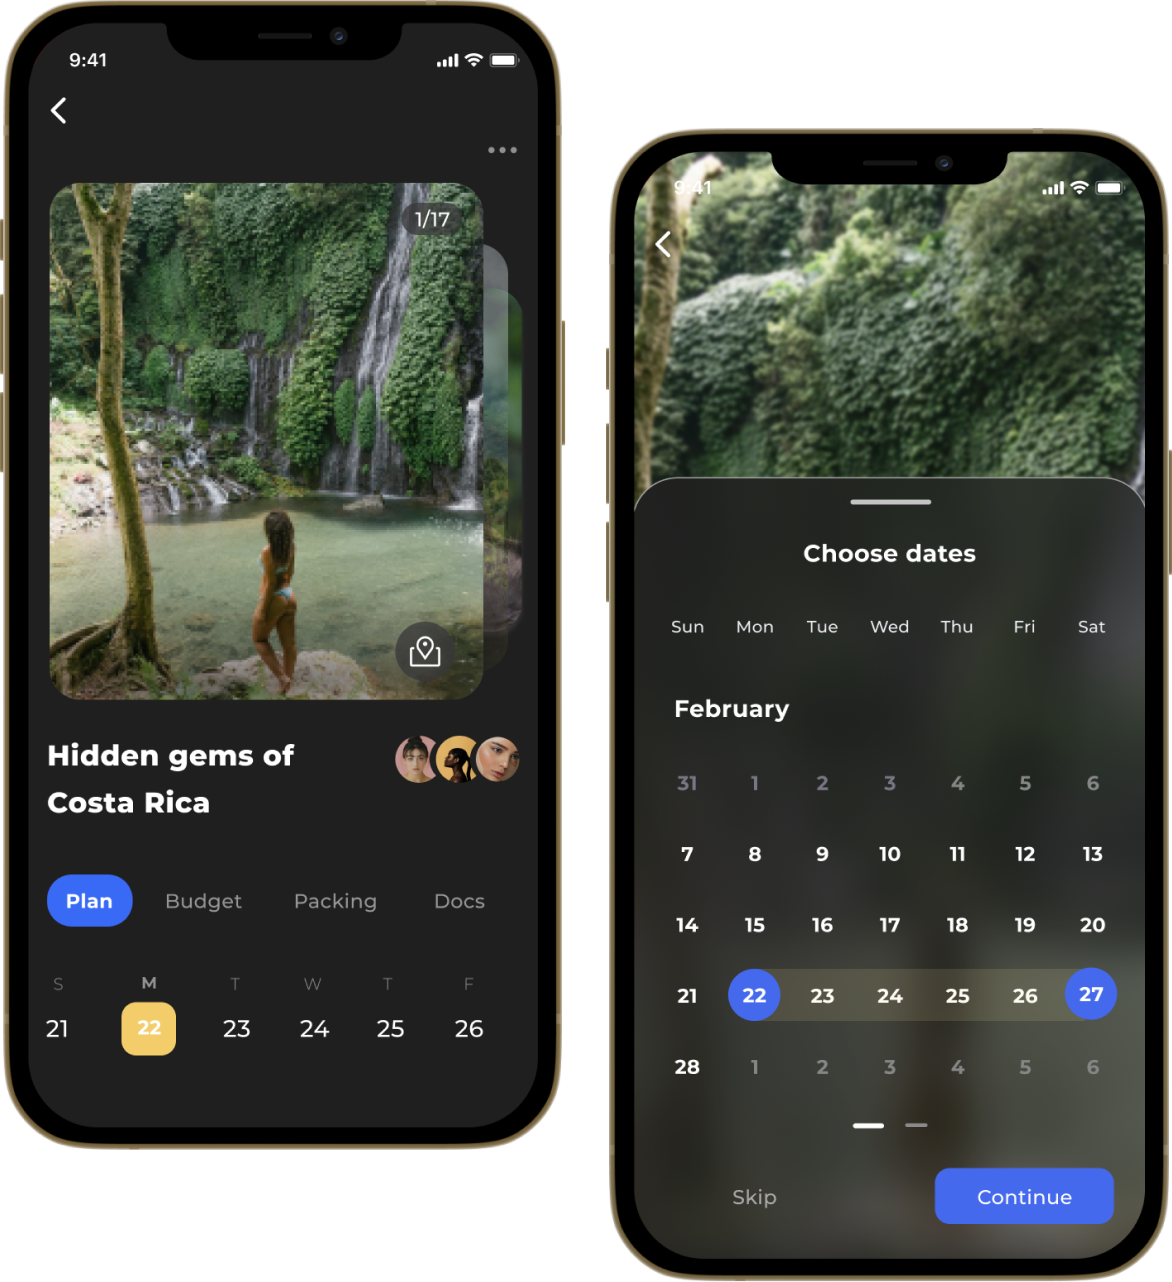 9:41
1/17
Hidden gems of
Costa Rica
Plan Budget Packing Docs
S M T W T F
21 22 23 24 25 26
9:41
Choose dates
Sun Mon Tue Wed Thu Fri Sat
February
31 1 2 3 4 5 6
7 8 9 10 11 12 13
14 15 16 17 18 19 20
21 22 23 24 25 26 27
28 1 2 3 4 5 6
Skip Continue